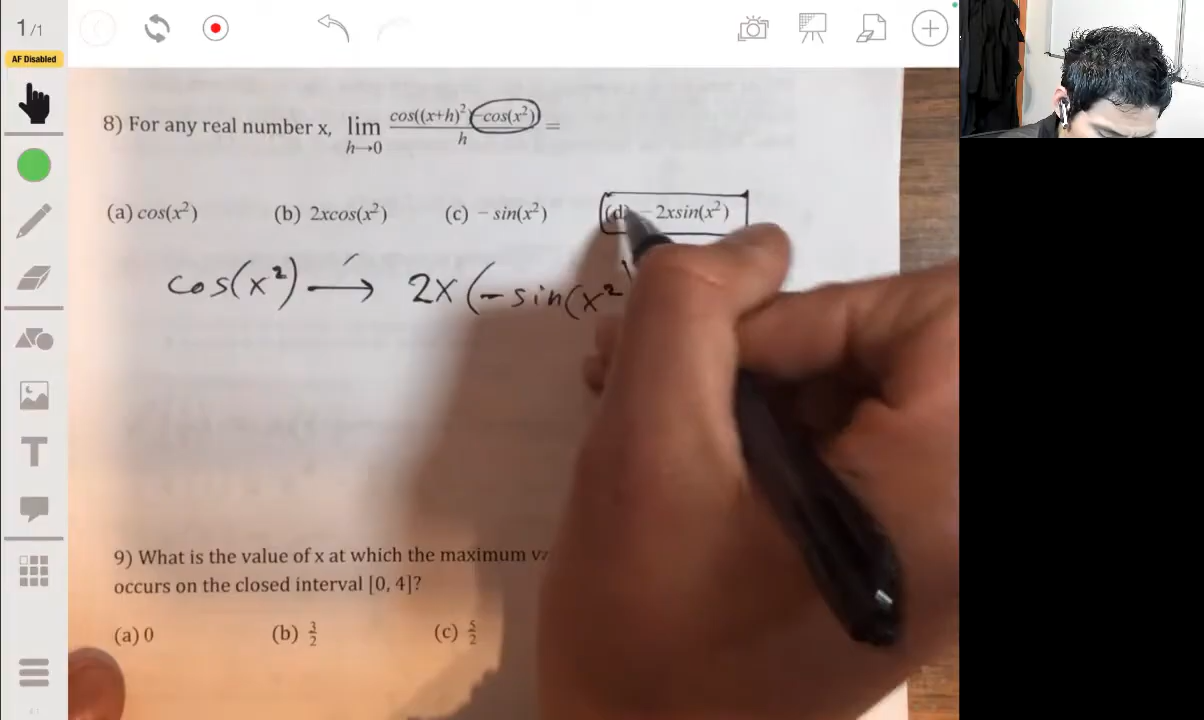 1/1
AF Disabled
8) For any real number x, lim h→0 cos((x+h)²)−cos(x²) / h =
(a) cos(x²) (b) 2xcos(x²) (c) − sin(x²) (d) − 2xsin(x²)
cos(x²) → 2x(−sin(x²)
9) What is the value of x at which the maximum
occurs on the closed interval [0, 4]?
(a) 0 (b) 3/2 (c) 5/2
T